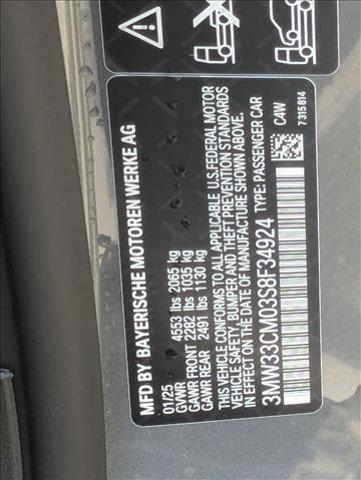 MFD BY BAYERISCHE MOTOREN WERKE AG
01/25
GVWR 4553 lbs 2065 kg
GAWR FRONT 2282 lbs 1035 kg
GAWR REAR 2491 lbs 1130 kg
THIS VEHICLE CONFORMS TO ALL APPLICABLE U.S.FEDERAL MOTOR
VEHICLE SAFETY, BUMPER AND THEFT PREVENTION STANDARDS
IN EFFECT ON THE DATE OF MANUFACTURE SHOWN ABOVE.
TYPE: PASSENGER CAR
3MW33CM03S8F34924
C4W
7315814